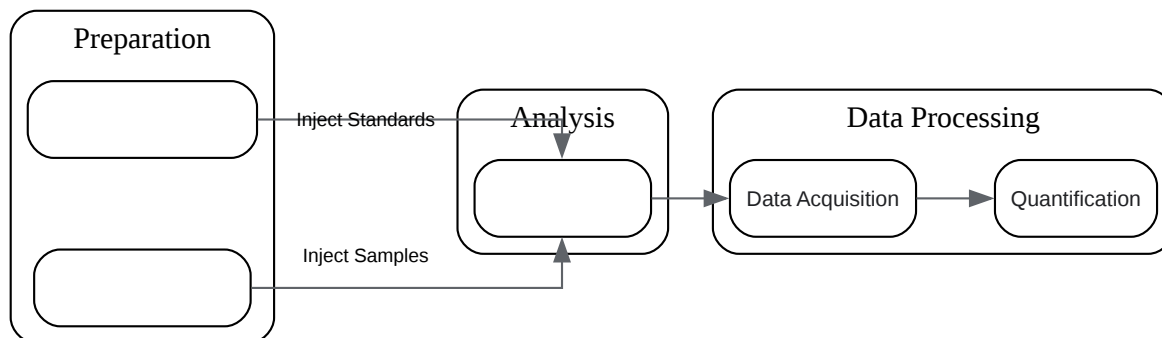 Preparation
Inject Standards
Analysis
Data Processing
Data Acquisition
Quantification
Inject Samples